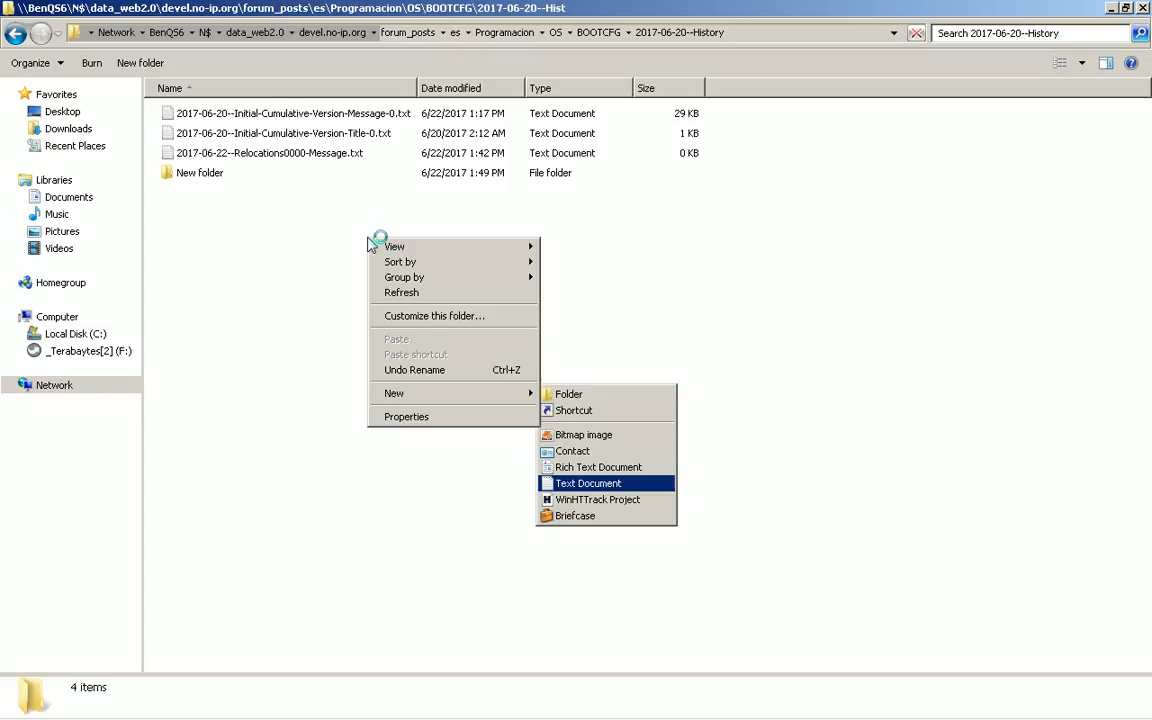 \\BenQS6\N$\data_web2.0\devel.no-ip.org\forum_posts\es\Programacion\OS\BOOTCFG\2017-06-20--Hist
Network BenQS6 N$ data_web2.0 devel.no-ip.org forum_posts es Programacion OS BOOTCFG 2017-06-20--History
Search 2017-06-20--History
Organize Burn New folder
Name Date modified Type Size
2017-06-20--Initial-Cumulative-Version-Message-0.txt 6/22/2017 1:17 PM Text Document 29 KB
2017-06-20--Initial-Cumulative-Version-Title-0.txt 6/20/2017 2:12 AM Text Document 1 KB
2017-06-22--Relocations0000-Message.txt 6/22/2017 1:42 PM Text Document 0 KB
New folder 6/22/2017 1:49 PM File folder
Favorites
Desktop
Downloads
Recent Places
Libraries
Documents
Music
Pictures
Videos
Homegroup
Computer
Local Disk (C:)
_Terabaytes[2] (F:)
Network
View
Sort by
Group by
Refresh
Customize this folder...
Paste
Paste shortcut
Undo Rename Ctrl+Z
New
Properties
Folder
Shortcut
Bitmap image
Contact
Rich Text Document
Text Document
WinHTTrack Project
Briefcase
4 items